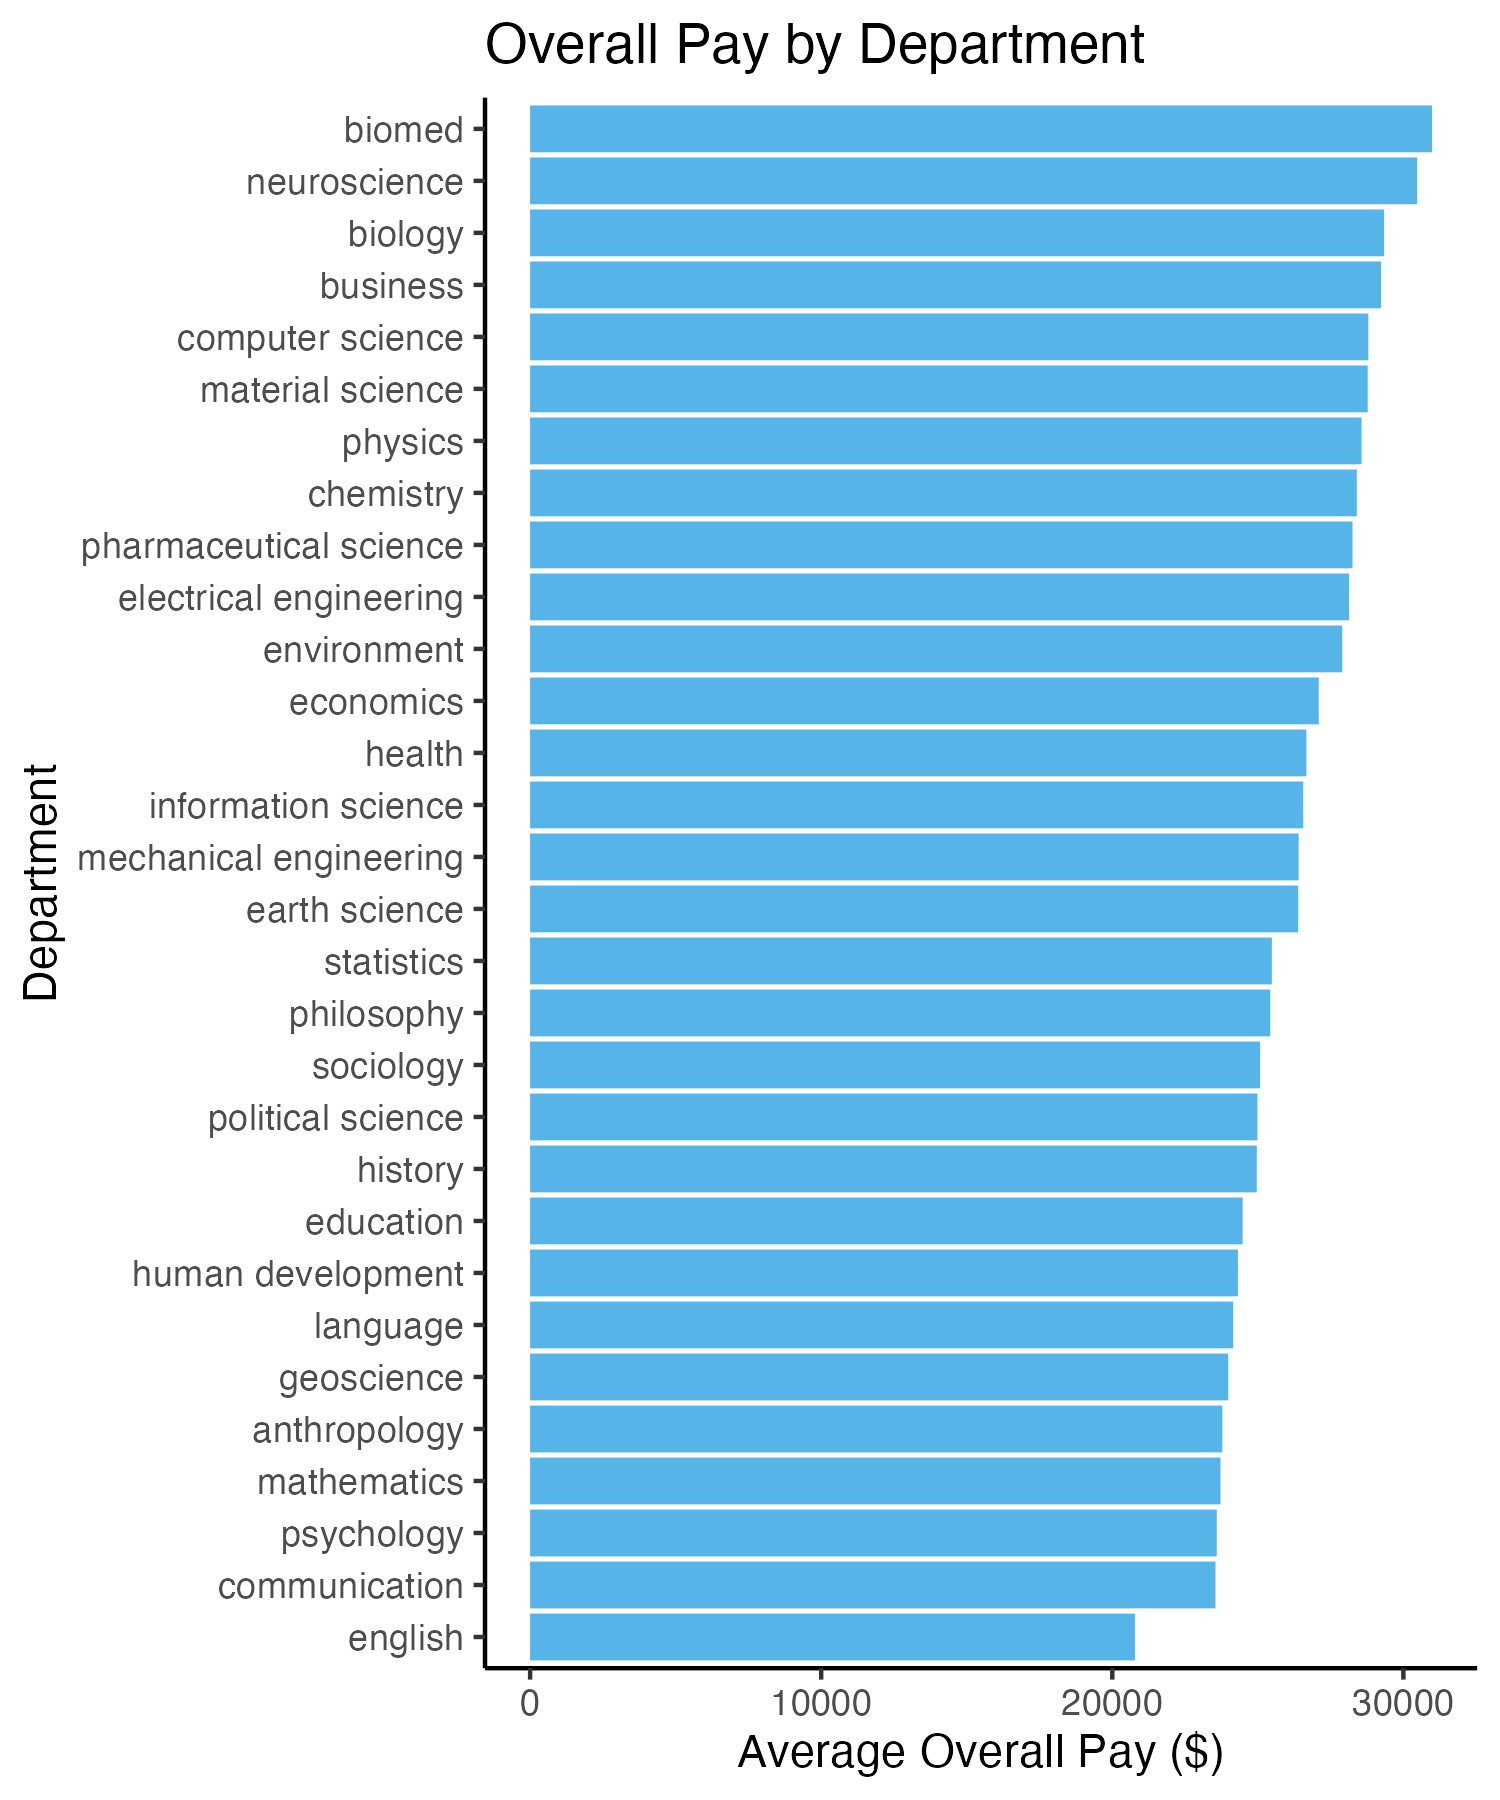 Overall Pay by Department
biomed
neuroscience
biology
business
computer science
material science
physics
chemistry
pharmaceutical science
electrical engineering
environment
economics
health
information science
mechanical engineering
earth science
statistics
philosophy
sociology
political science
history
education
human development
language
geoscience
anthropology
mathematics
psychology
communication
english
Department
0 10000 20000 30000
Average Overall Pay ($)